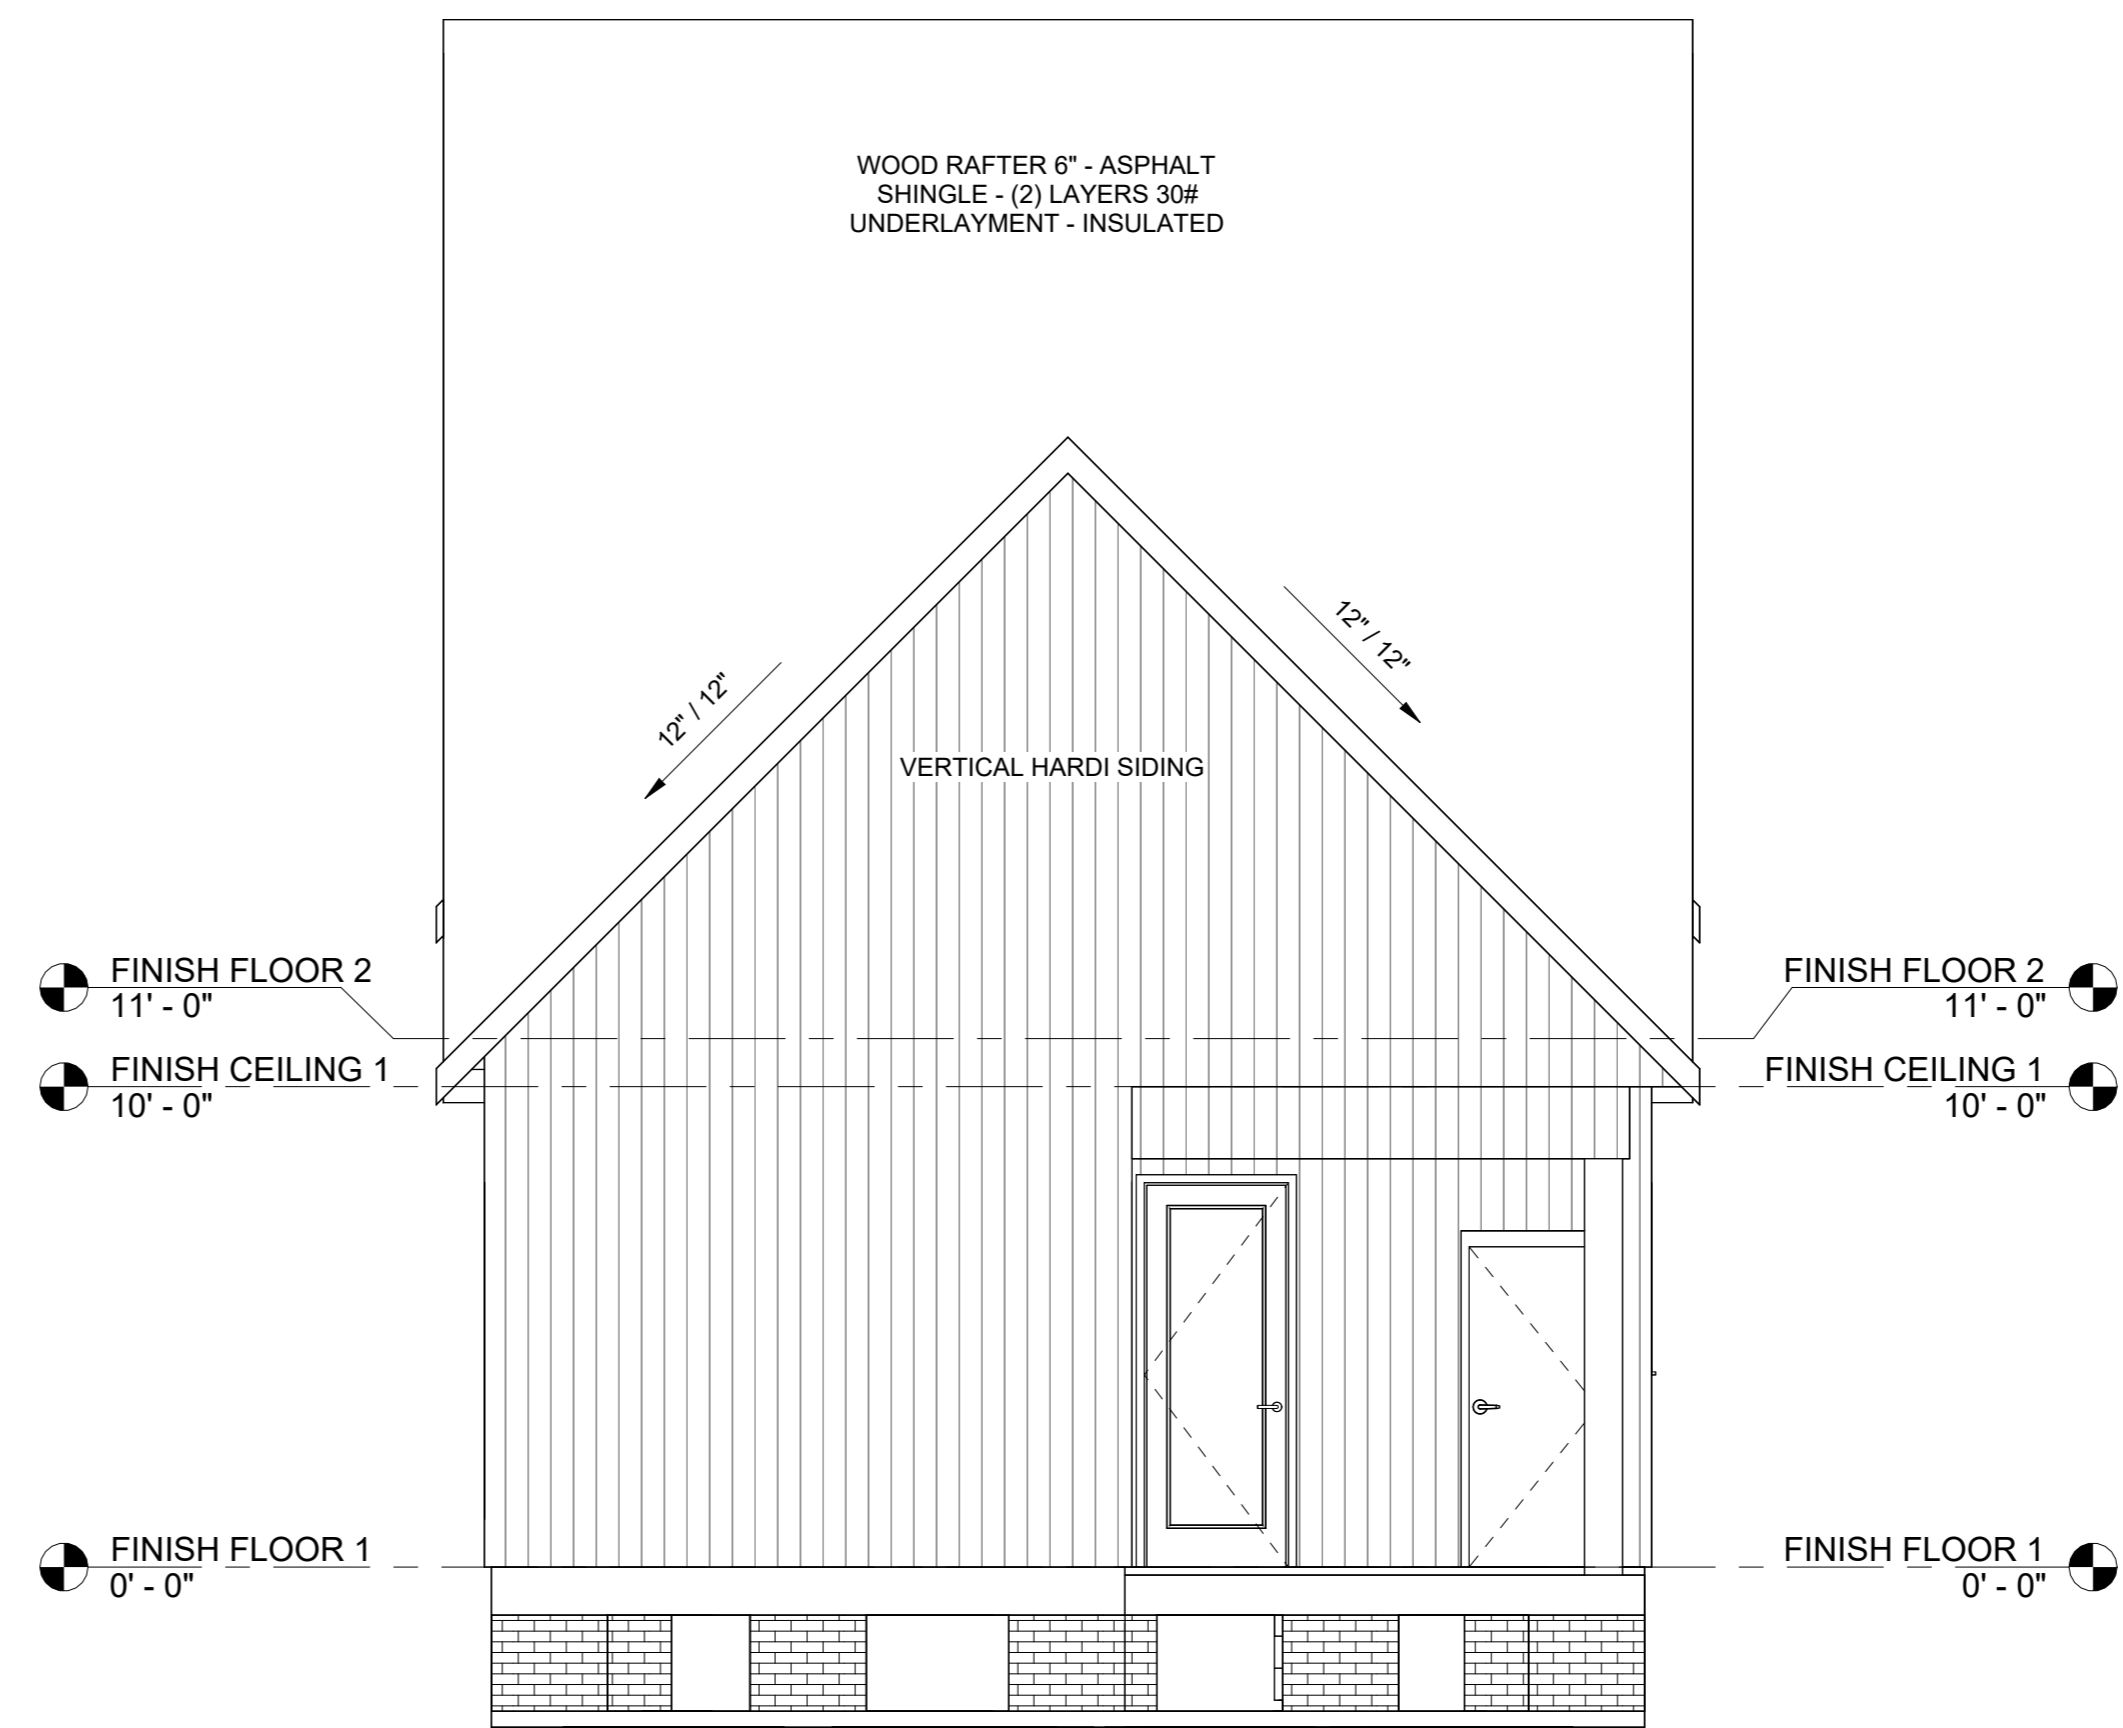 WOOD RAFTER 6" - ASPHALT
SHINGLE - (2) LAYERS 30#
UNDERLAYMENT - INSULATED
12" / 12"
12" / 12"
VERTICAL HARDI SIDING
FINISH FLOOR 2
11' - 0"
FINISH FLOOR 2
11' - 0"
FINISH CEILING 1
10' - 0"
FINISH CEILING 1
10' - 0"
FINISH FLOOR 1
0' - 0"
FINISH FLOOR 1
0' - 0"